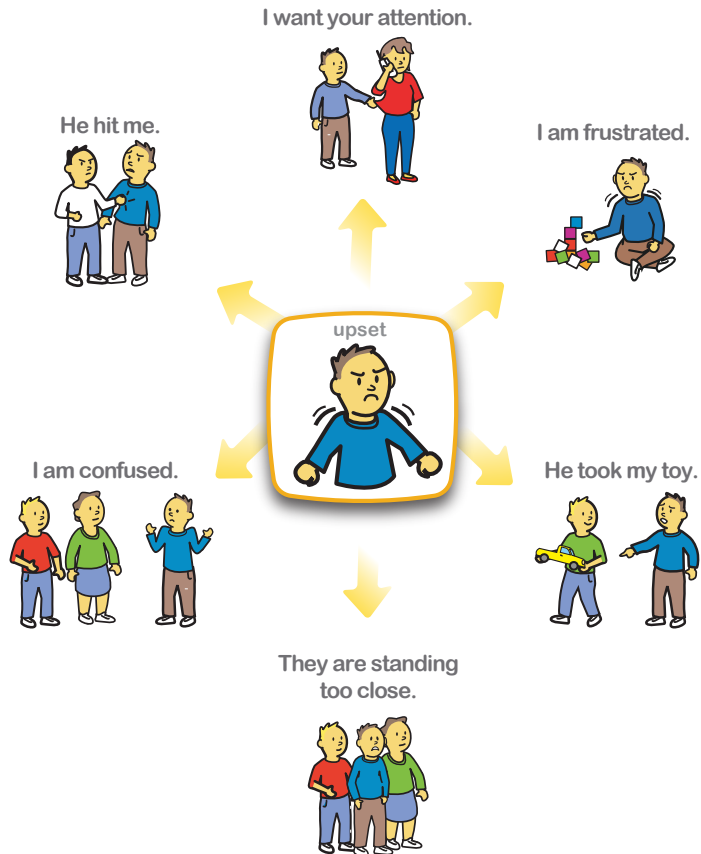 I want your attention.
He hit me.
I am frustrated.
upset
I am confused.
He took my toy.
They are standing
too close.